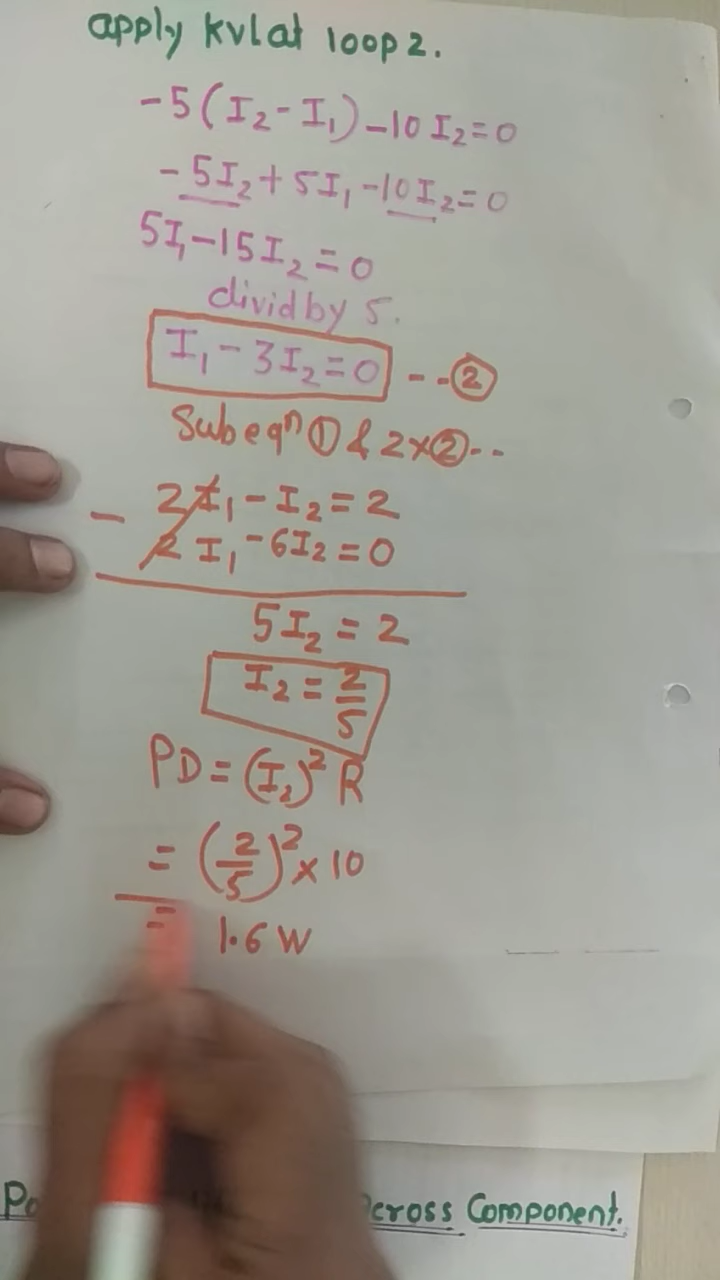 apply kvl at loop 2.
-5(I₂-I₁)-10I₂=0
-5I₂+5I₁-10I₂=0
5I₁-15I₂=0
divid by 5.
I₁-3I₂=0 --②
Sub eqⁿ ① & 2×②--
- 2I₁-I₂=2
2I₁-6I₂=0
5I₂=2
I₂=2/5
PD=(I₂)²R
=(2/5)²×10
= 1.6W
cross Component.